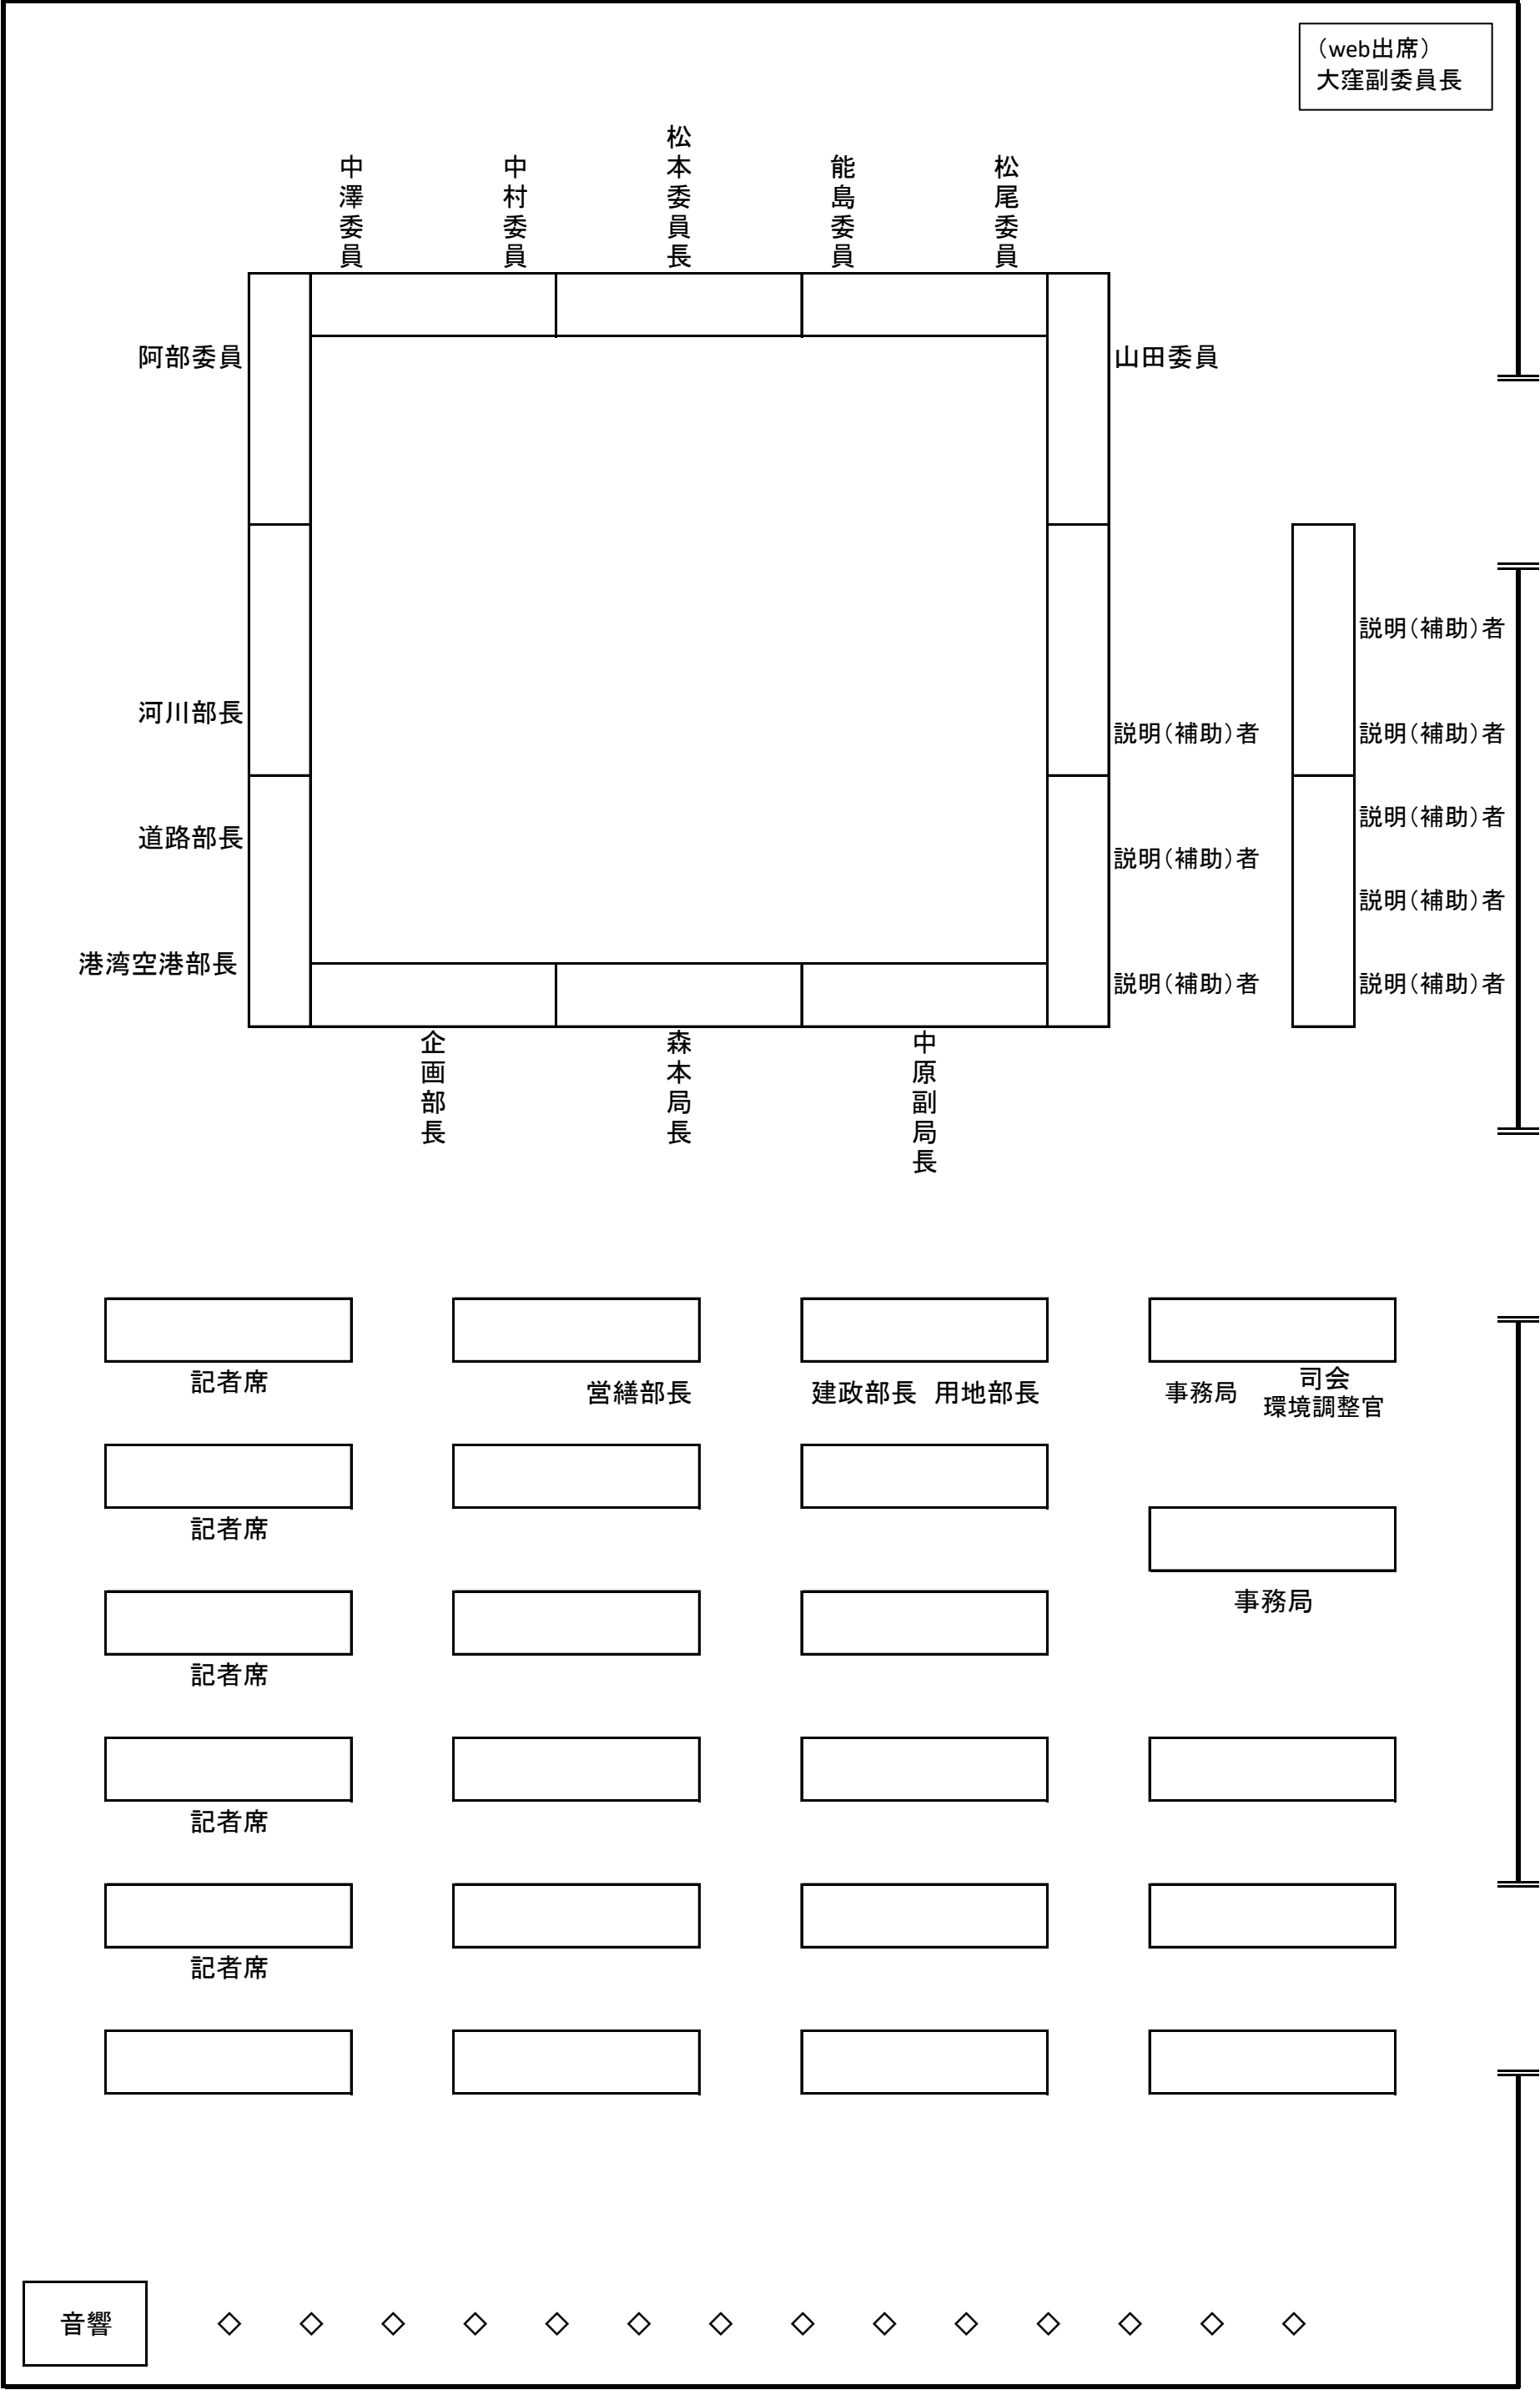 （web出席）
大窪副委員長
中澤委員
中村委員
松本委員長
能島委員
松尾委員
阿部委員
山田委員
説明（補助）者
河川部長
説明（補助）者
説明（補助）者
説明（補助）者
道路部長
説明（補助）者
説明（補助）者
港湾空港部長
説明（補助）者
説明（補助）者
企画部長
森本局長
中原副局長
記者席
営繕部長
建政部長
用地部長
事務局
司会
環境調整官
記者席
事務局
記者席
記者席
記者席
音響
◇ ◇ ◇ ◇ ◇ ◇ ◇ ◇ ◇ ◇ ◇ ◇ ◇ ◇